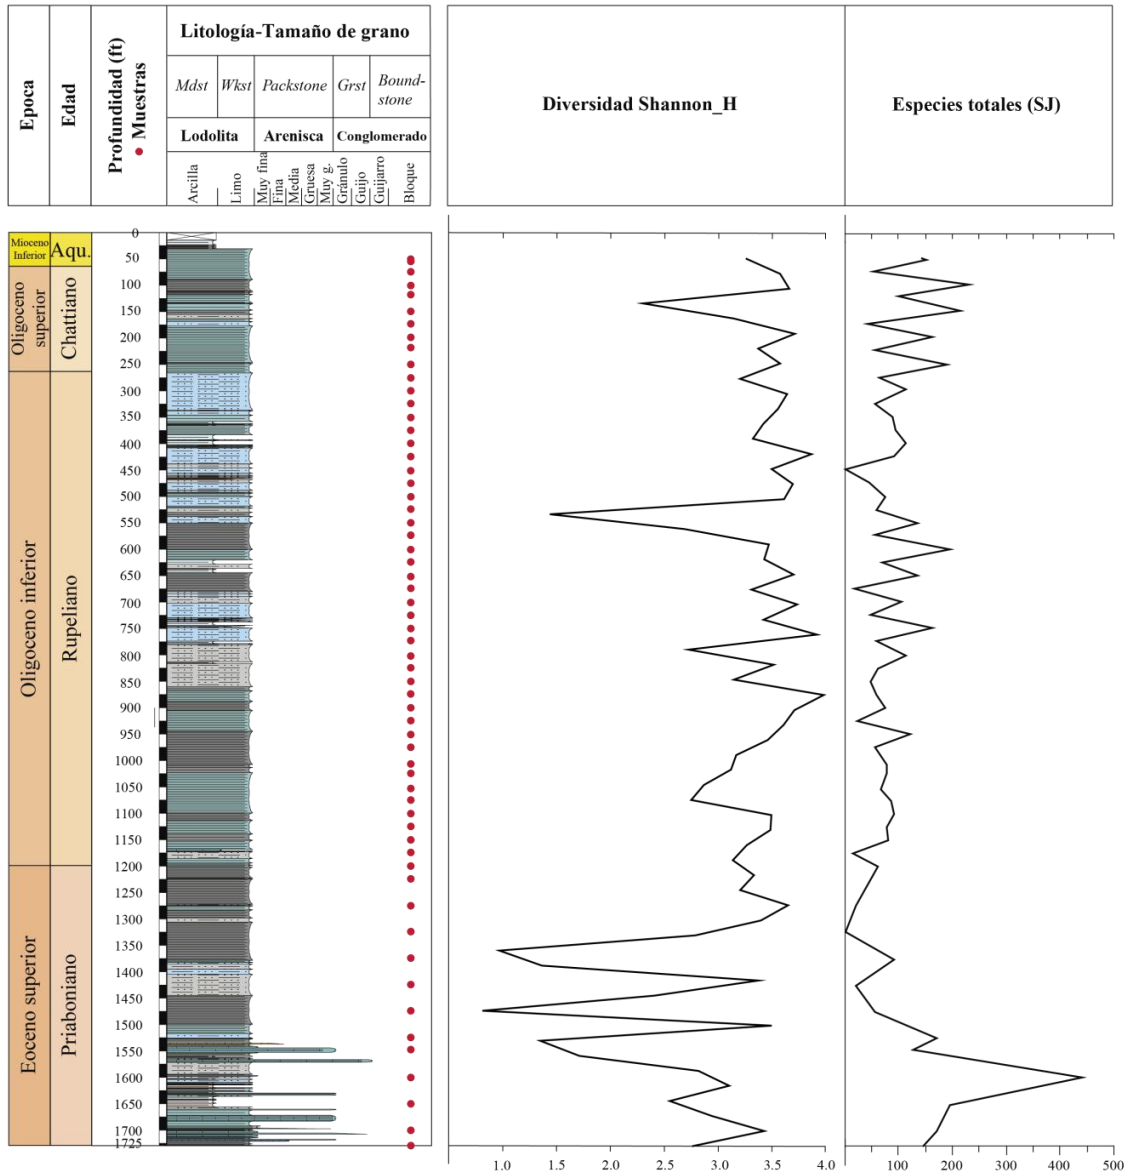 Epoca
Edad
Profundidad (ft)
• Muestras
Litología-Tamaño de grano
Mdst Wkst Packstone Grst Bound-
stone
Lodolita Arenisca Conglomerado
Arcilla
Limo
Muy fina
Fina
Media
Gruesa
Muy g.
Gránulo
Guijo
Guijarro
Bloque
Diversidad Shannon_H
Especies totales (SJ)
Mioceno
Inferior
Aqu.
Oligoceno
superior
Chattiano
Oligoceno inferior
Rupeliano
Eoceno superior
Priaboniano
0
50
100
150
200
250
300
350
400
450
500
550
600
650
700
750
800
850
900
950
1000
1050
1100
1150
1200
1250
1300
1350
1400
1450
1500
1550
1600
1650
1700
1725
1.0 1.5 2.0 2.5 3.0 3.5 4.0
100 200 300 400 500